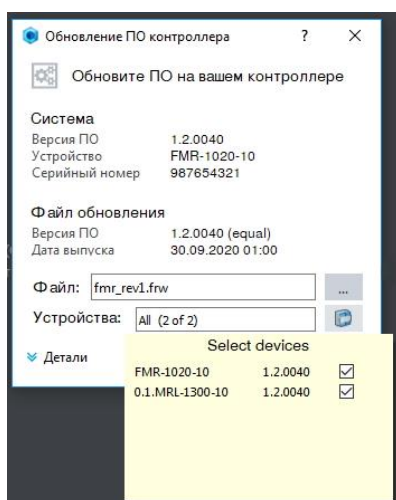 Обновление ПО контроллера ?
Обновите ПО на вашем контроллере
Система
Версия ПО 1.2.0040
Устройство FMR-1020-10
Серийный номер 987654321
Файл обновления
Версия ПО 1.2.0040 (equal)
Дата выпуска 30.09.2020 01:00
Файл: fmr_rev1.frw ...
Устройства: All (2 of 2)
Детали
Select devices
FMR-1020-10 1.2.0040
0.1.MRL-1300-10 1.2.0040